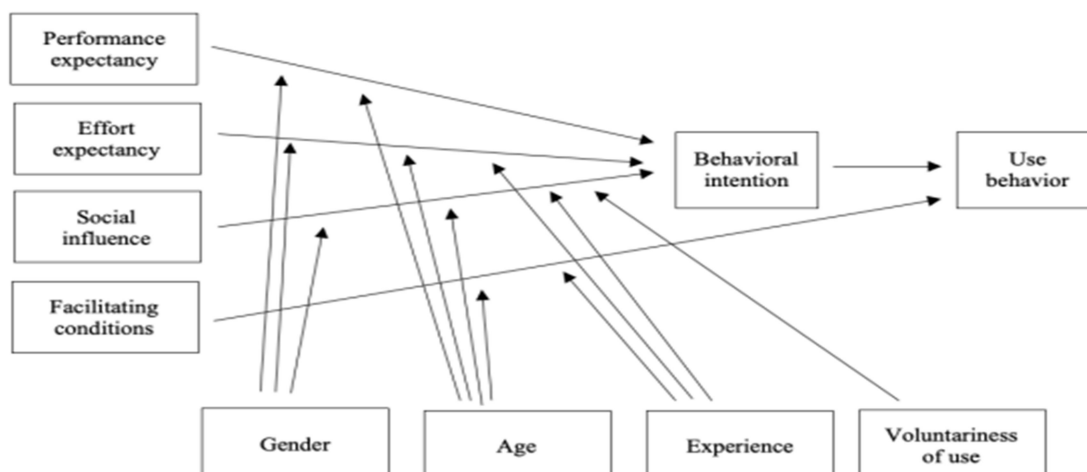 Performance
expectancy
Effort
expectancy
Social
influence
Facilitating
conditions
Behavioral
intention
Use
behavior
Gender
Age
Experience
Voluntariness
of use